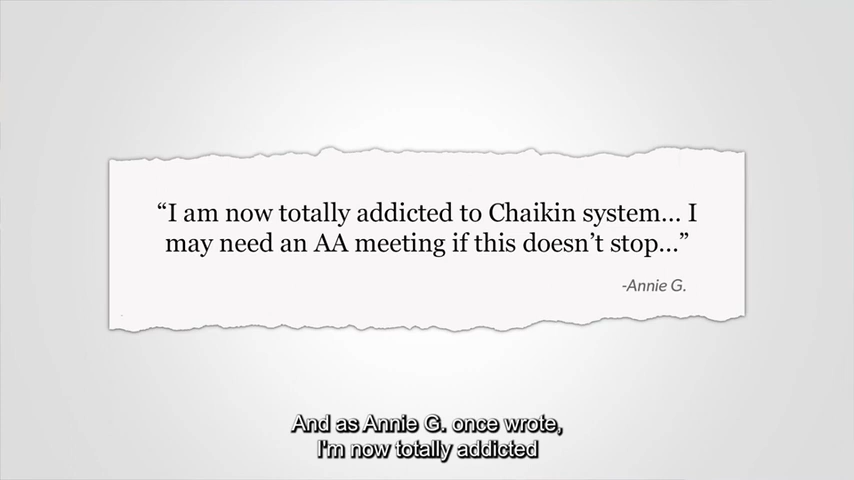 “I am now totally addicted to Chaikin system... I
may need an AA meeting if this doesn’t stop...”
-Annie G.
And as Annie G. once wrote,
I'm now totally addicted